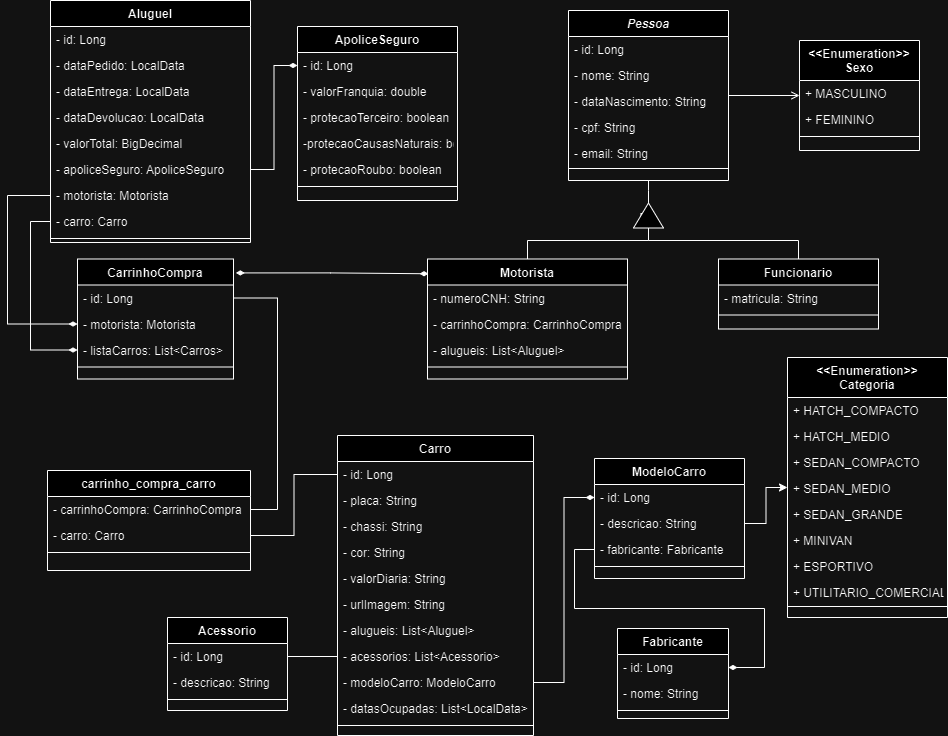 Aluguel
- id: Long
- dataPedido: LocalData
- dataEntrega: LocalData
- dataDevolucao: LocalData
- valorTotal: BigDecimal
- apoliceSeguro: ApoliceSeguro
- motorista: Motorista
- carro: Carro
ApoliceSeguro
- id: Long
- valorFranquia: double
- protecaoTerceiro: boolean
-protecaoCausasNaturais: b
- protecaoRoubo: boolean
Pessoa
- id: Long
- nome: String
- dataNascimento: String
- cpf: String
- email: String
<<Enumeration>>
Sexo
+ MASCULINO
+ FEMININO
CarrinhoCompra
- id: Long
- motorista: Motorista
- listaCarros: List<Carros>
Motorista
- numeroCNH: String
- carrinhoCompra: CarrinhoCompra
- alugueis: List<Aluguel>
Funcionario
- matricula: String
<<Enumeration>>
Categoria
+ HATCH_COMPACTO
+ HATCH_MEDIO
+ SEDAN_COMPACTO
+ SEDAN_MEDIO
+ SEDAN_GRANDE
+ MINIVAN
+ ESPORTIVO
+ UTILITARIO_COMERCIAL
carrinho_compra_carro
- carrinhoCompra: CarrinhoCompra
- carro: Carro
Carro
- id: Long
- placa: String
- chassi: String
- cor: String
- valorDiaria: String
- urlImagem: String
- alugueis: List<Aluguel>
- acessorios: List<Acessorio>
- modeloCarro: ModeloCarro
- datasOcupadas: List<LocalData>
ModeloCarro
- id: Long
- descricao: String
- fabricante: Fabricante
Acessorio
- id: Long
- descricao: String
Fabricante
- id: Long
- nome: String